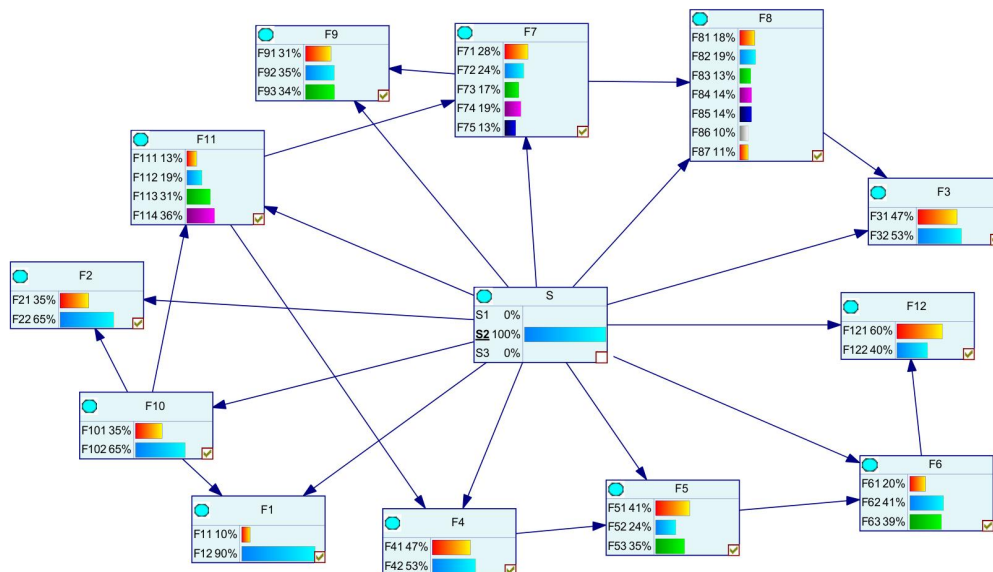 F9
F91 31%
F92 35%
F93 34%
F7
F71 28%
F72 24%
F73 17%
F74 19%
F75 13%
F8
F81 18%
F82 19%
F83 13%
F84 14%
F85 14%
F86 10%
F87 11%
F11
F111 13%
F112 19%
F113 31%
F114 36%
F3
F31 47%
F32 53%
F2
F21 35%
F22 65%
S
S1 0%
S2 100%
S3 0%
F12
F121 60%
F122 40%
F10
F101 35%
F102 65%
F6
F61 20%
F62 41%
F63 39%
F5
F51 41%
F52 24%
F53 35%
F1
F11 10%
F12 90%
F4
F41 47%
F42 53%